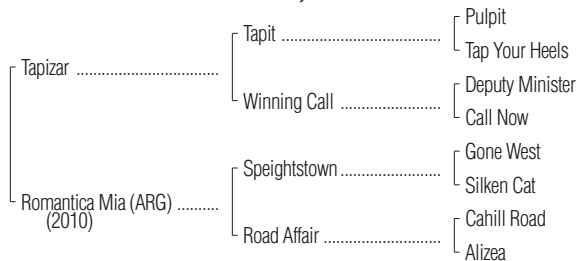 Pulpit
Tapit ........................................
Tap Your Heels
Tapizar ....................................
Deputy Minister
Winning Call .........................
Call Now
Gone West
Speightstown .........................
Silken Cat
Romantica Mia (ARG) ..........
(2010)
Cahill Road
Road Affair ..............................
Alizea